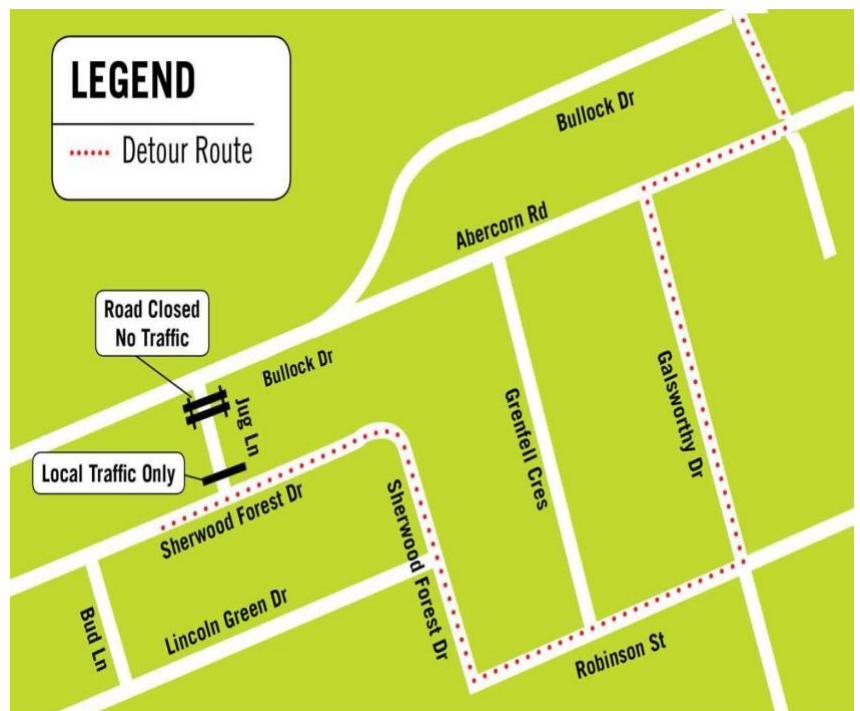 LEGEND
Detour Route
Bullock Dr
Abercorn Rd
Road Closed
No Traffic
Bullock Dr
Jug Ln
Galsworthy Dr
Grenfell Cres
Local Traffic Only
Sherwood Forest Dr
Sherwood Forest Dr
Lincoln Green Dr
Bud Ln
Robinson St